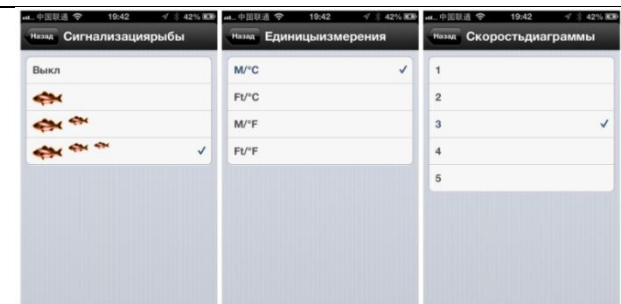 中国联通 19:42 42%
Назад Сигнализациярыбы
Выкл
中国联通 19:42 42%
Назад Единицыизмерения
M/°C
Ft/°C
M/°F
Ft/°F
中国联通 19:42 42%
Назад Скоростьдиаграммы
1
2
3
4
5